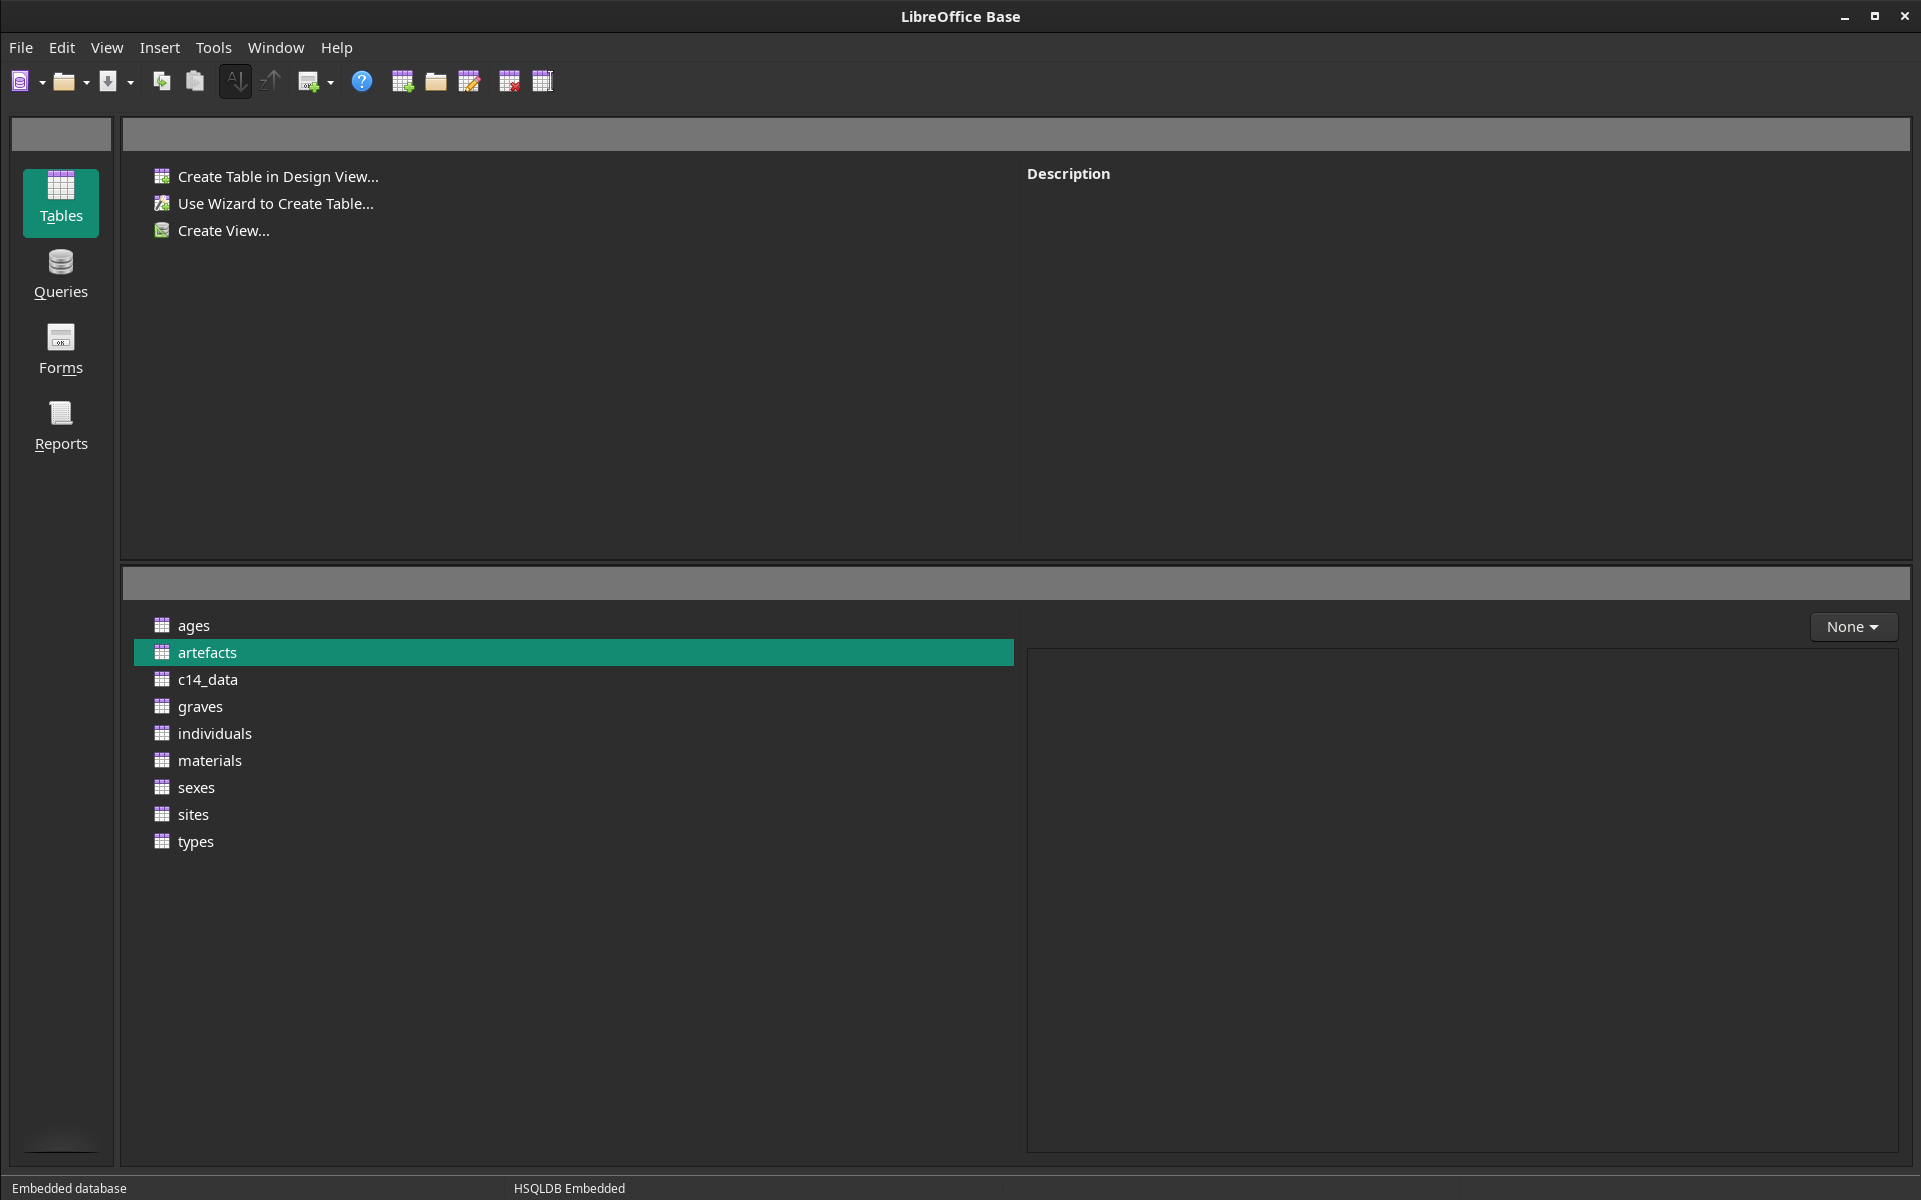 LibreOffice Base
File Edit View Insert Tools Window Help
Tables
Queries
Forms
Reports
Create Table in Design View...
Use Wizard to Create Table...
Create View...
Description
ages
artefacts
c14_data
graves
individuals
materials
sexes
sites
types
None
Embedded database
HSQLDB Embedded